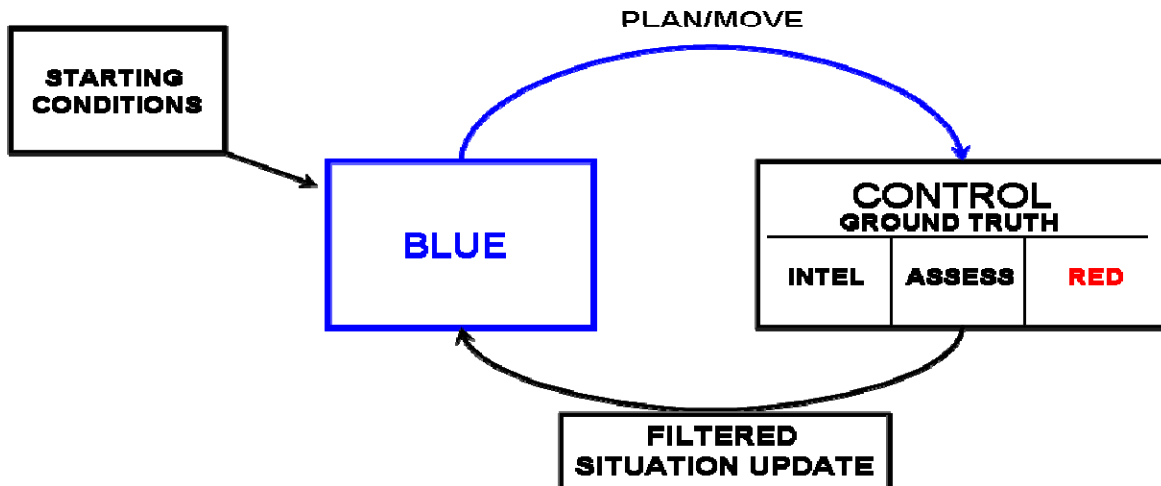 PLAN/MOVE
STARTING
CONDITIONS
BLUE
CONTROL
GROUND TRUTH
INTEL
ASSESS
RED
FILTERED
SITUATION UPDATE